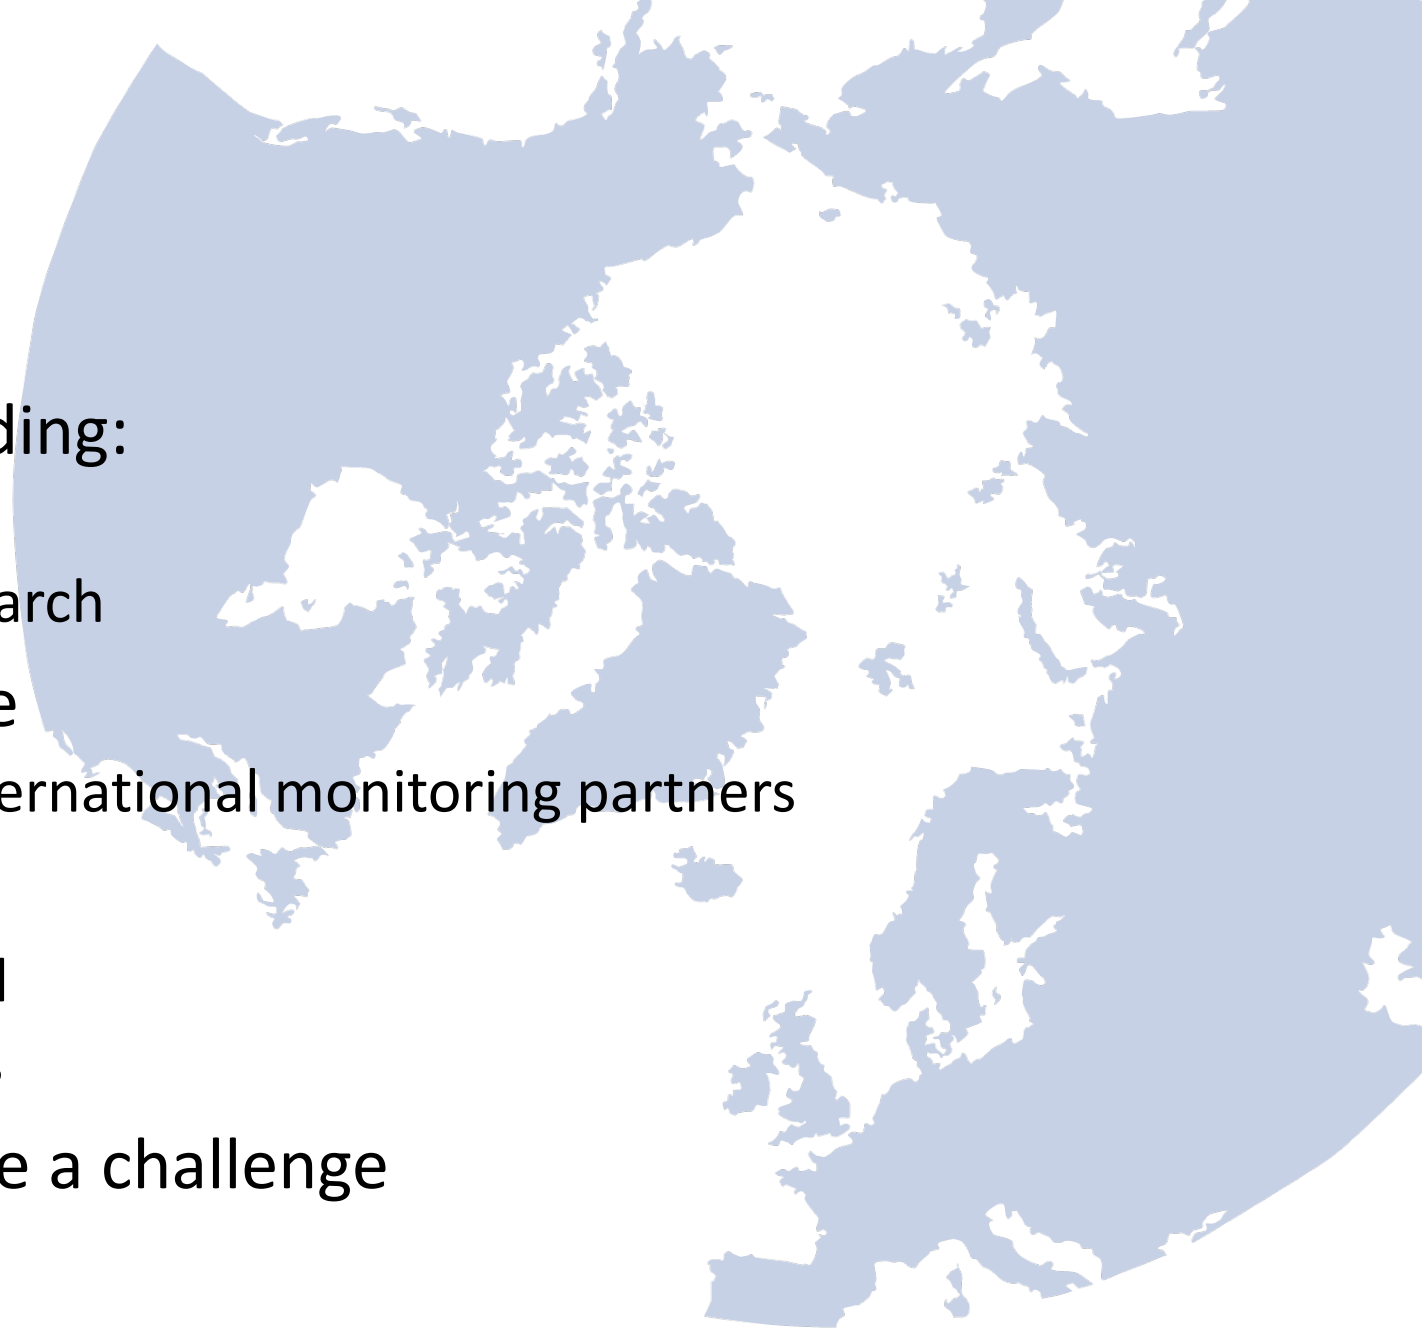 ding:
arch
e
ernational monitoring partners
e a challenge